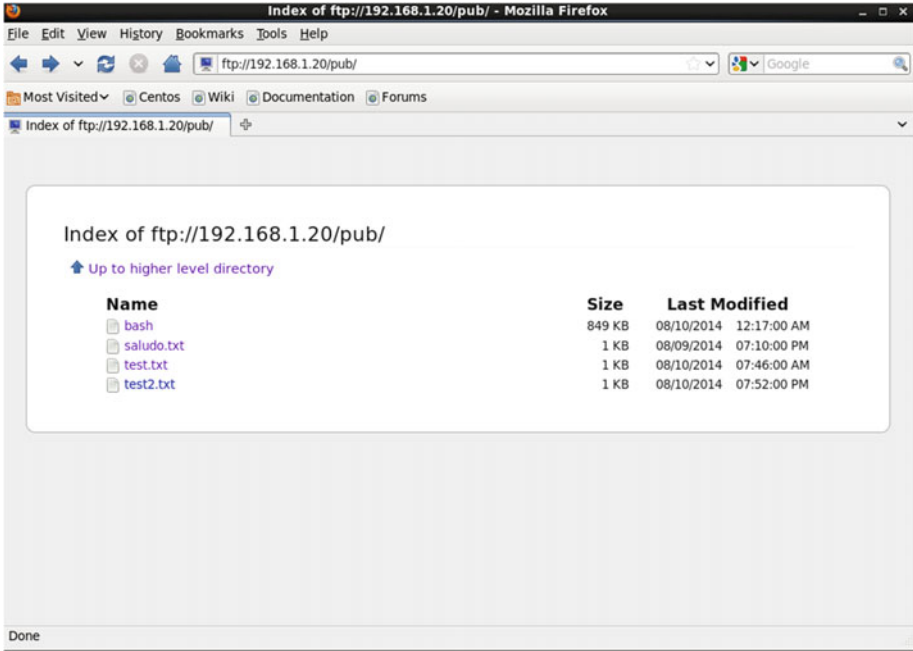 Index of ftp://192.168.1.20/pub/ - Mozilla Firefox
File Edit View History Bookmarks Tools Help
ftp://192.168.1.20/pub/ Google
Most Visited Centos Wiki Documentation Forums
Index of ftp://192.168.1.20/pub/
Index of ftp://192.168.1.20/pub/
Up to higher level directory
Name Size Last Modified
bash 849 KB 08/10/2014 12:17:00 AM
saludo.txt 1 KB 08/09/2014 07:10:00 PM
test.txt 1 KB 08/10/2014 07:46:00 AM
test2.txt 1 KB 08/10/2014 07:52:00 PM
Done